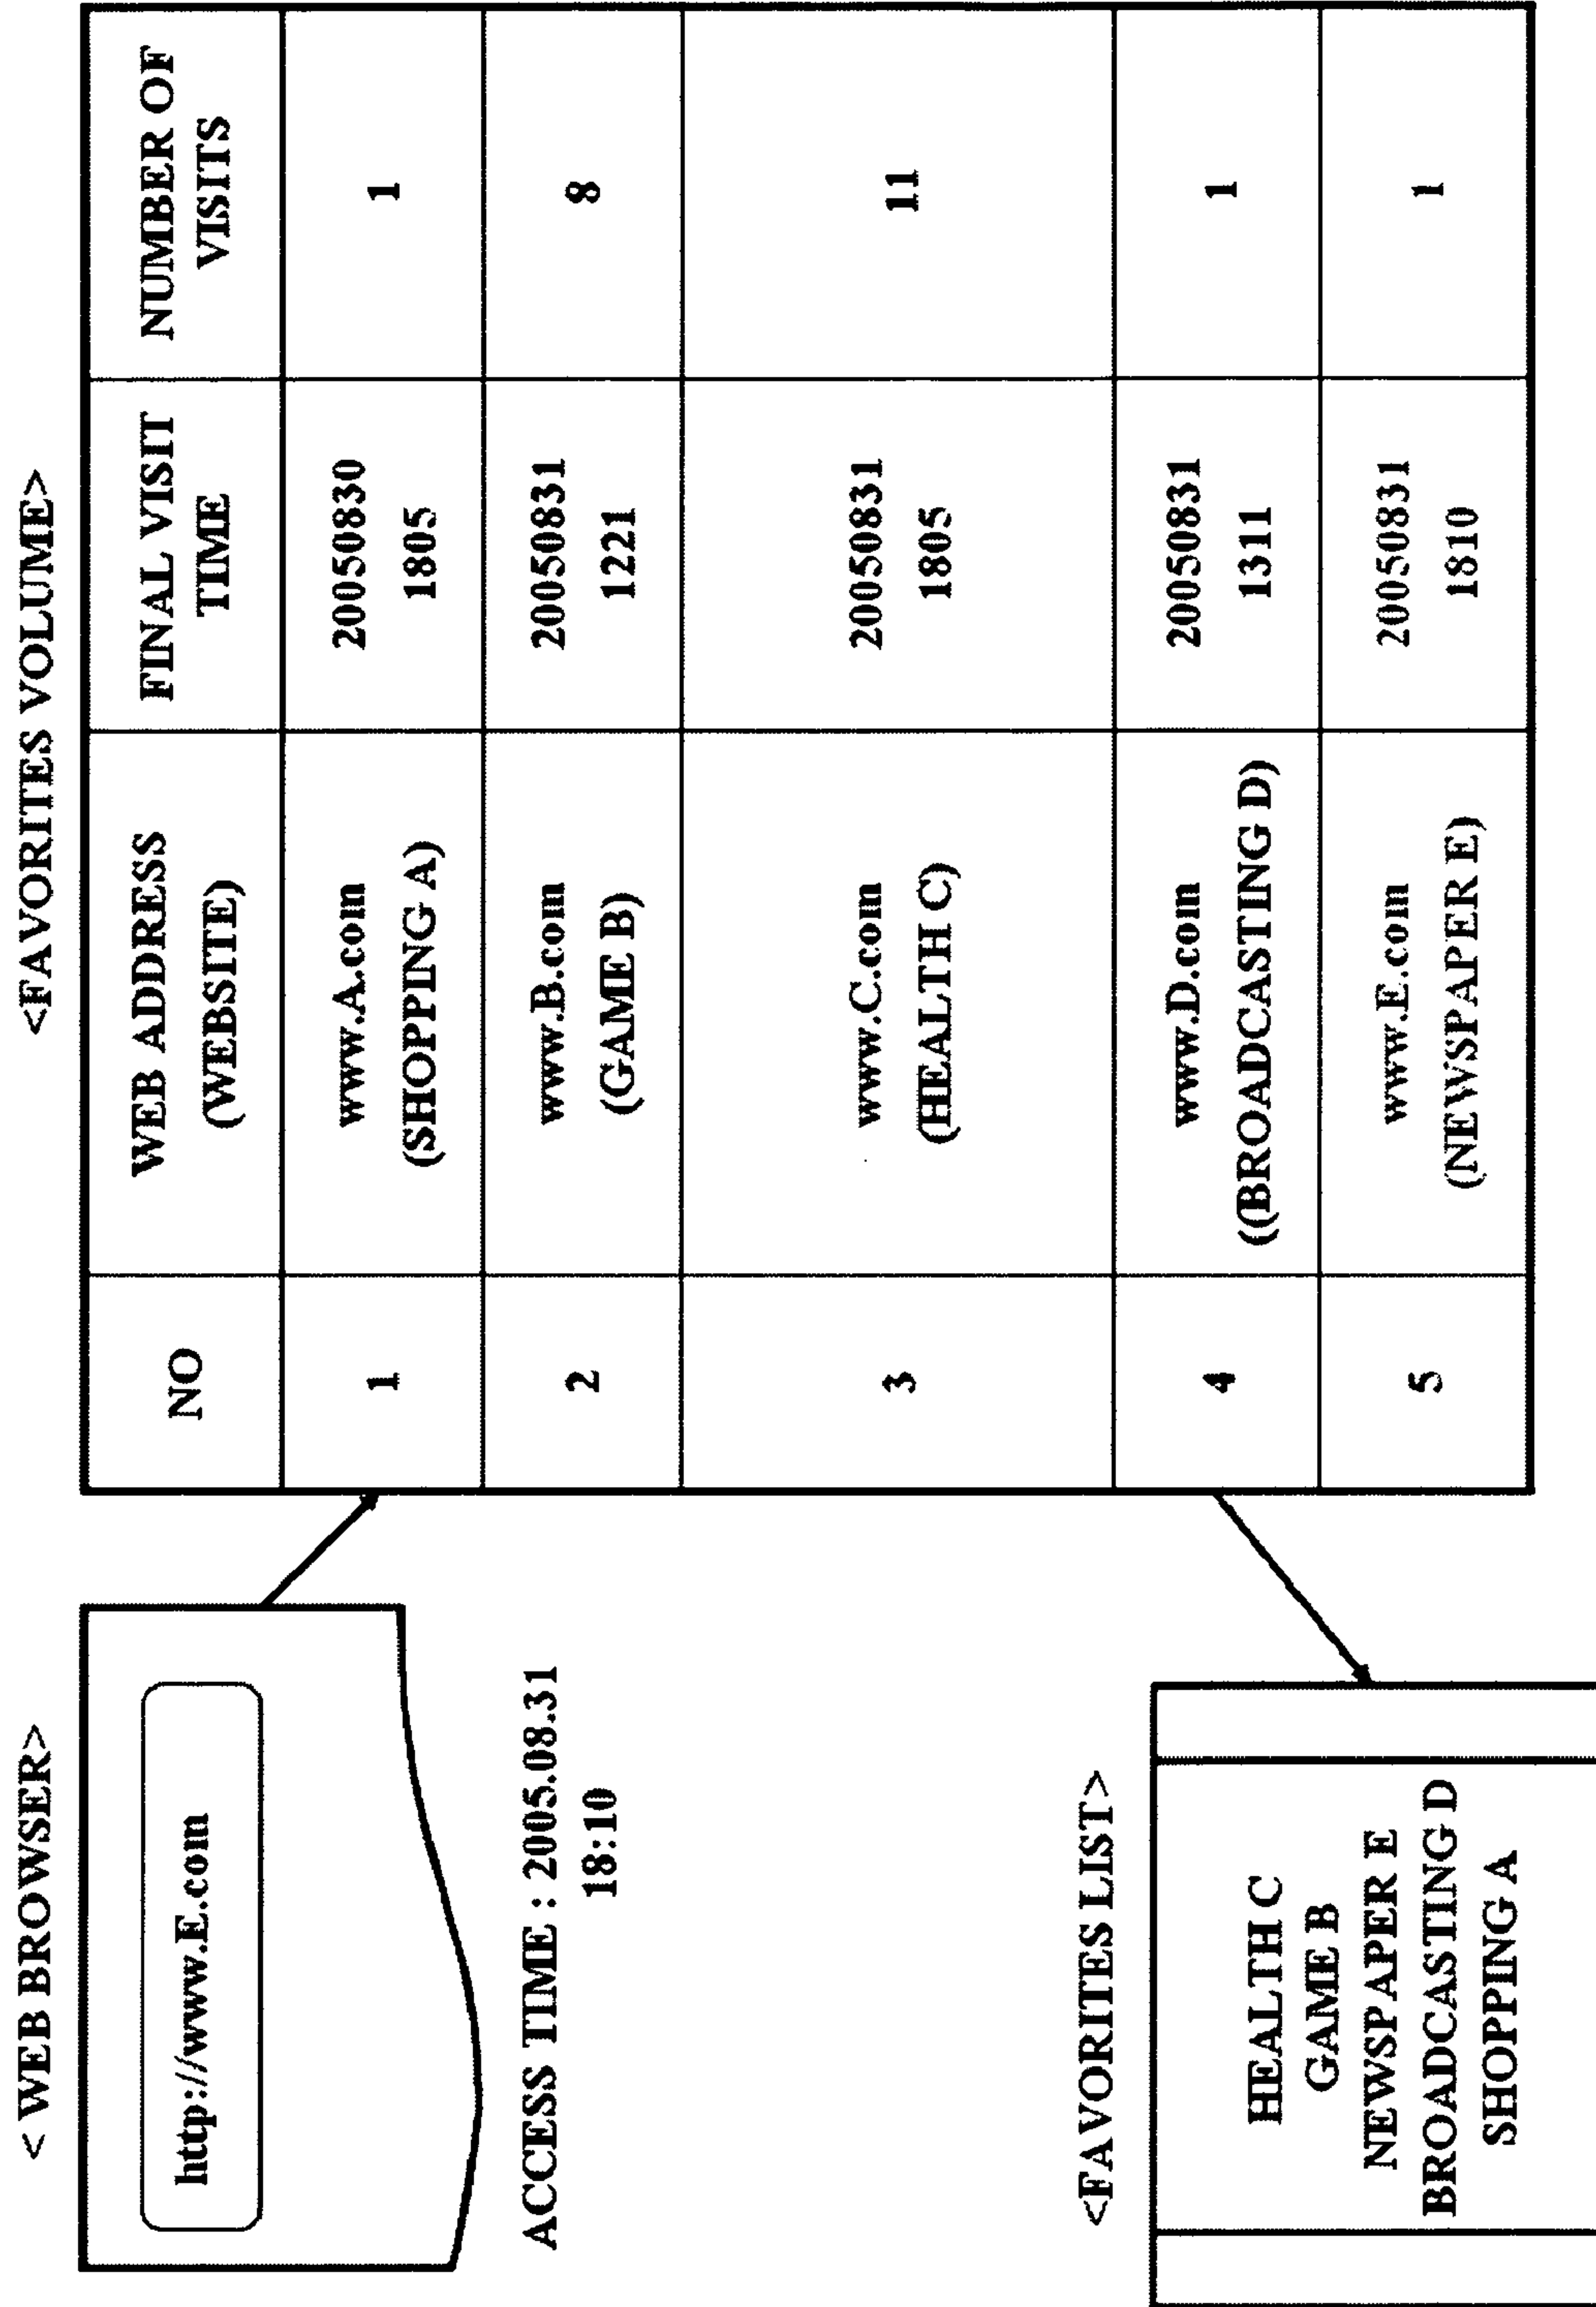 < WEB BROWSER>
http://www.E.com
ACCESS TIME : 2005.08.31
18:10
<FAVORITES LIST>
HEALTH C
GAME B
NEWSPAPER E
BROADCASTING D
SHOPPING A
<FAVORITES VOLUME>
NO
WEB ADDRESS
(WEBSITE)
FINAL VISIT
TIME
NUMBER OF
VISITS
1
www.A.com
(SHOPPING A)
20050830
1805
1
2
www.B.com
(GAME B)
20050831
1221
8
3
www.C.com
(HEALTH C)
20050831
1805
11
4
www.D.com
((BROADCASTING D)
20050831
1311
1
5
www.E.com
(NEWSPAPER E)
20050831
1810
1